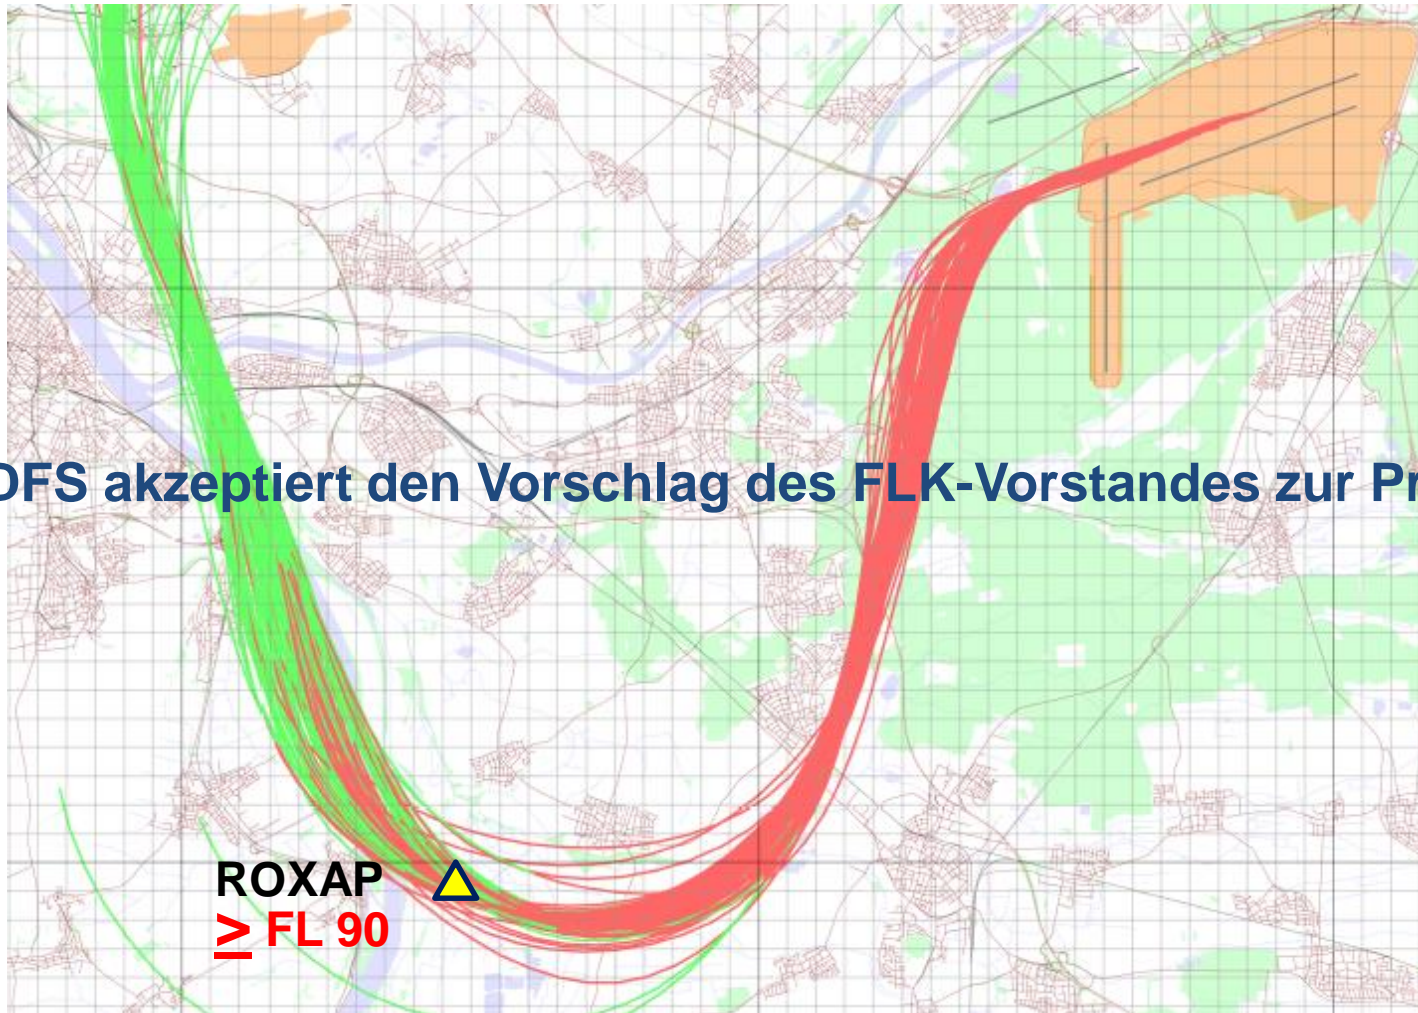 DFS akzeptiert den Vorschlag des FLK-Vorstandes zur Pr
ROXAP
≥ FL 90